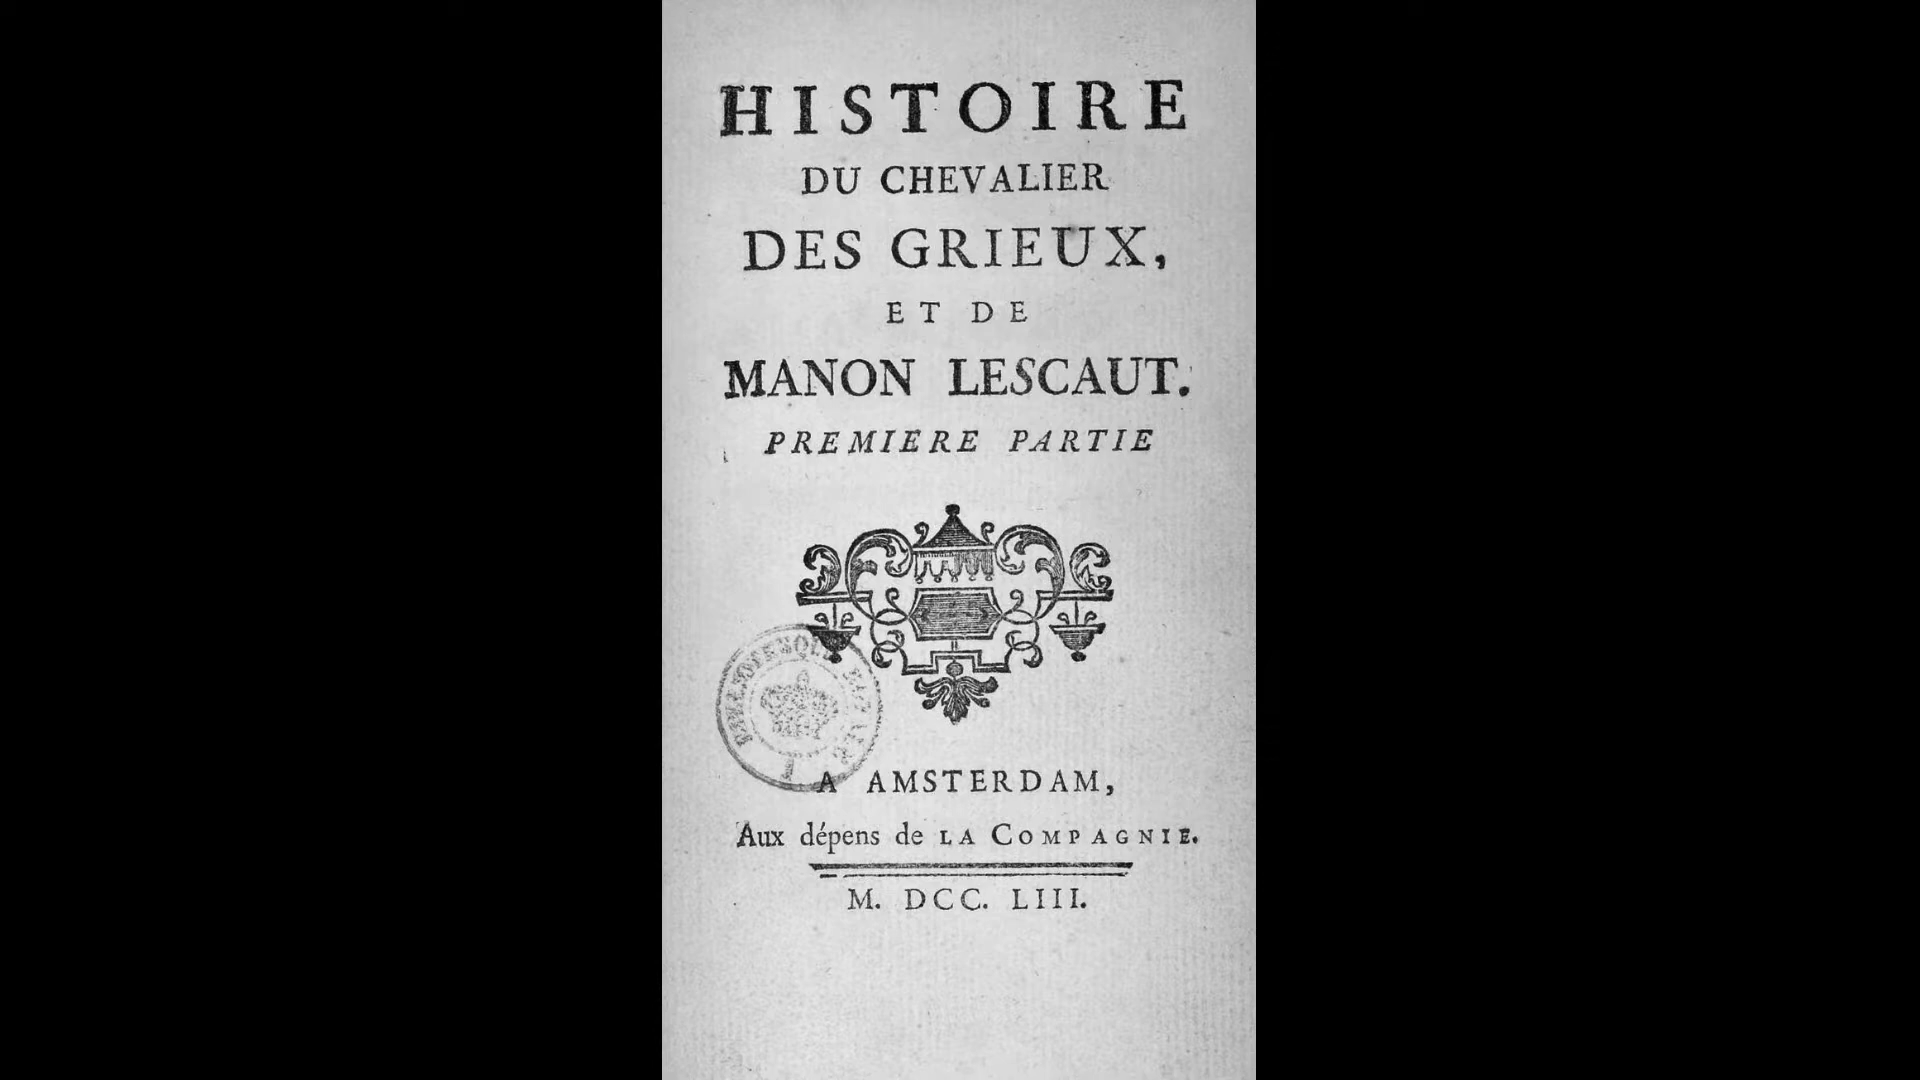 HISTOIRE
DU CHEVALIER
DES GRIEUX,
ET DE
MANON LESCAUT.
PREMIERE PARTIE
A AMSTERDAM,
Aux dépens de LA COMPAGNIE.
M. DCC. LIII.